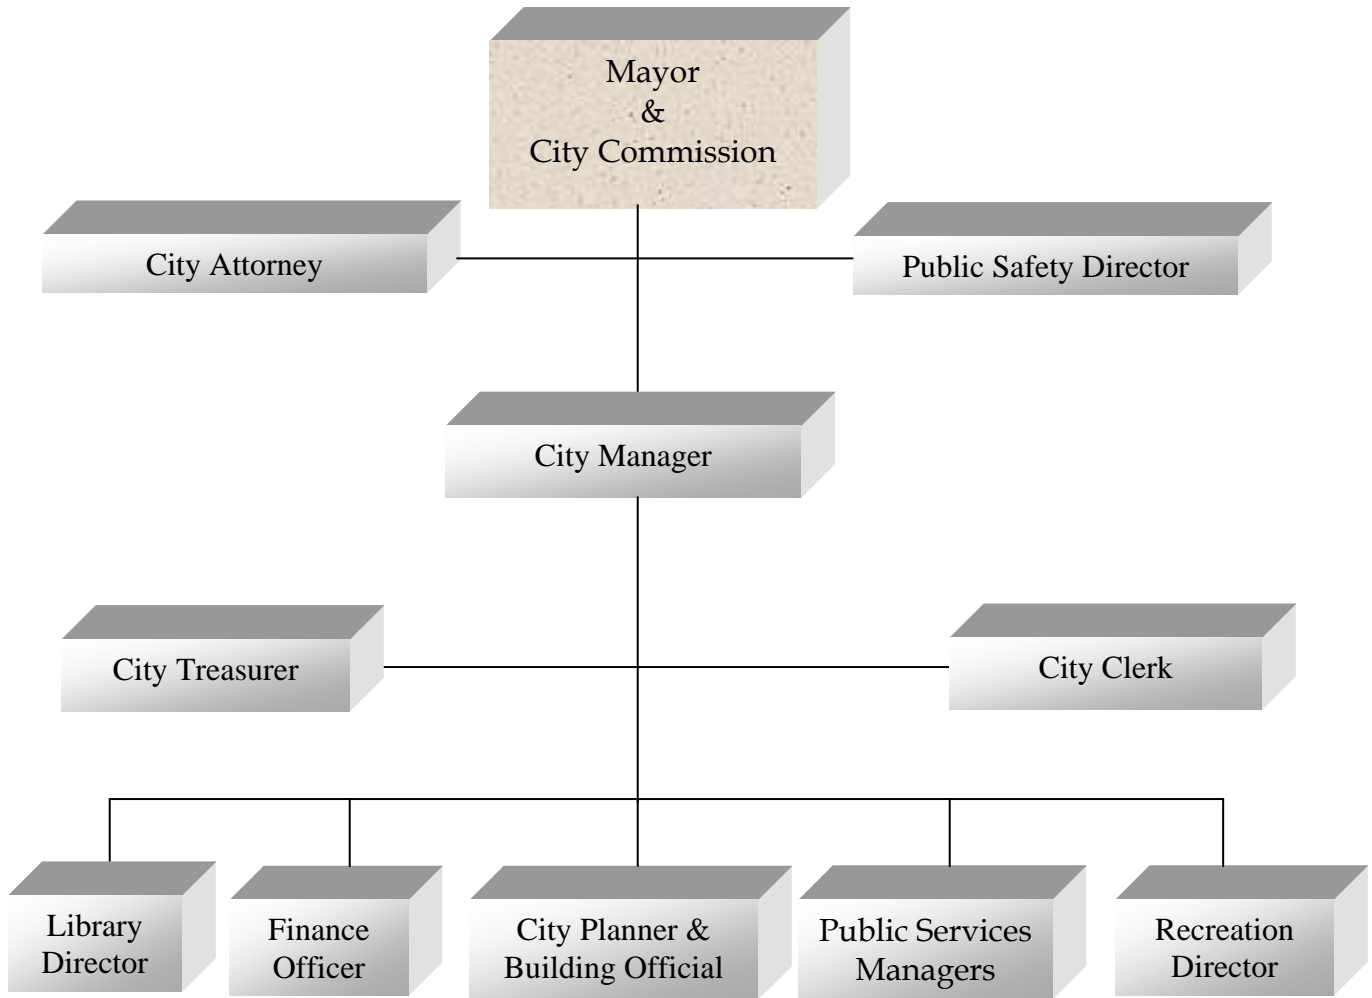 Mayor
&
City Commission
City Attorney
Public Safety Director
City Manager
City Treasurer
City Clerk
Library
Director
Finance
Officer
City Planner &
Building Official
Public Services
Managers
Recreation
Director